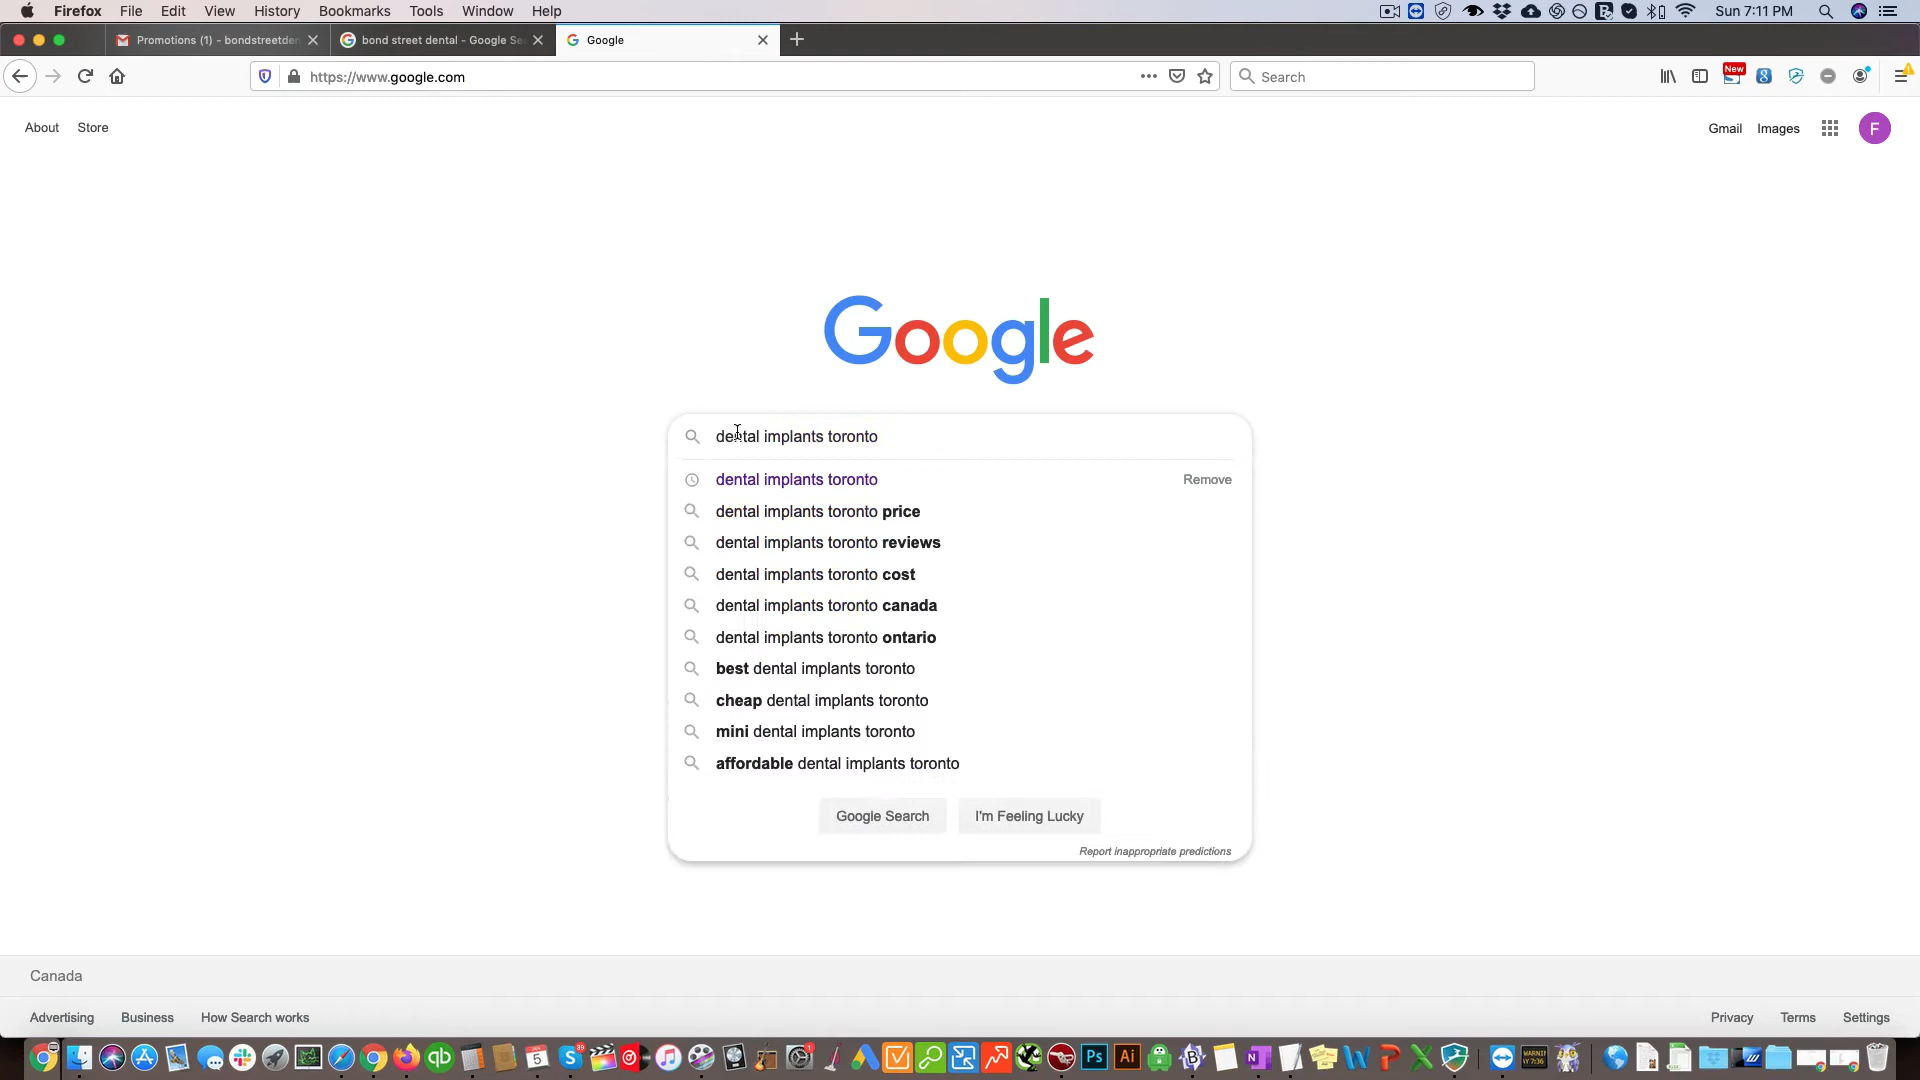 Firefox File Edit View History Bookmarks Tools Window Help Sun 7:11 PM
Promotions (1) - bondstreetden bond street dental - Google Se Google
https://www.google.com Search New
About Store Gmail Images F
Google
dental implants toronto
dental implants toronto Remove
dental implants toronto price
dental implants toronto reviews
dental implants toronto cost
dental implants toronto canada
dental implants toronto ontario
best dental implants toronto
cheap dental implants toronto
mini dental implants toronto
affordable dental implants toronto
Google Search I'm Feeling Lucky
Report inappropriate predictions
Canada
Advertising Business How Search works Privacy Terms Settings